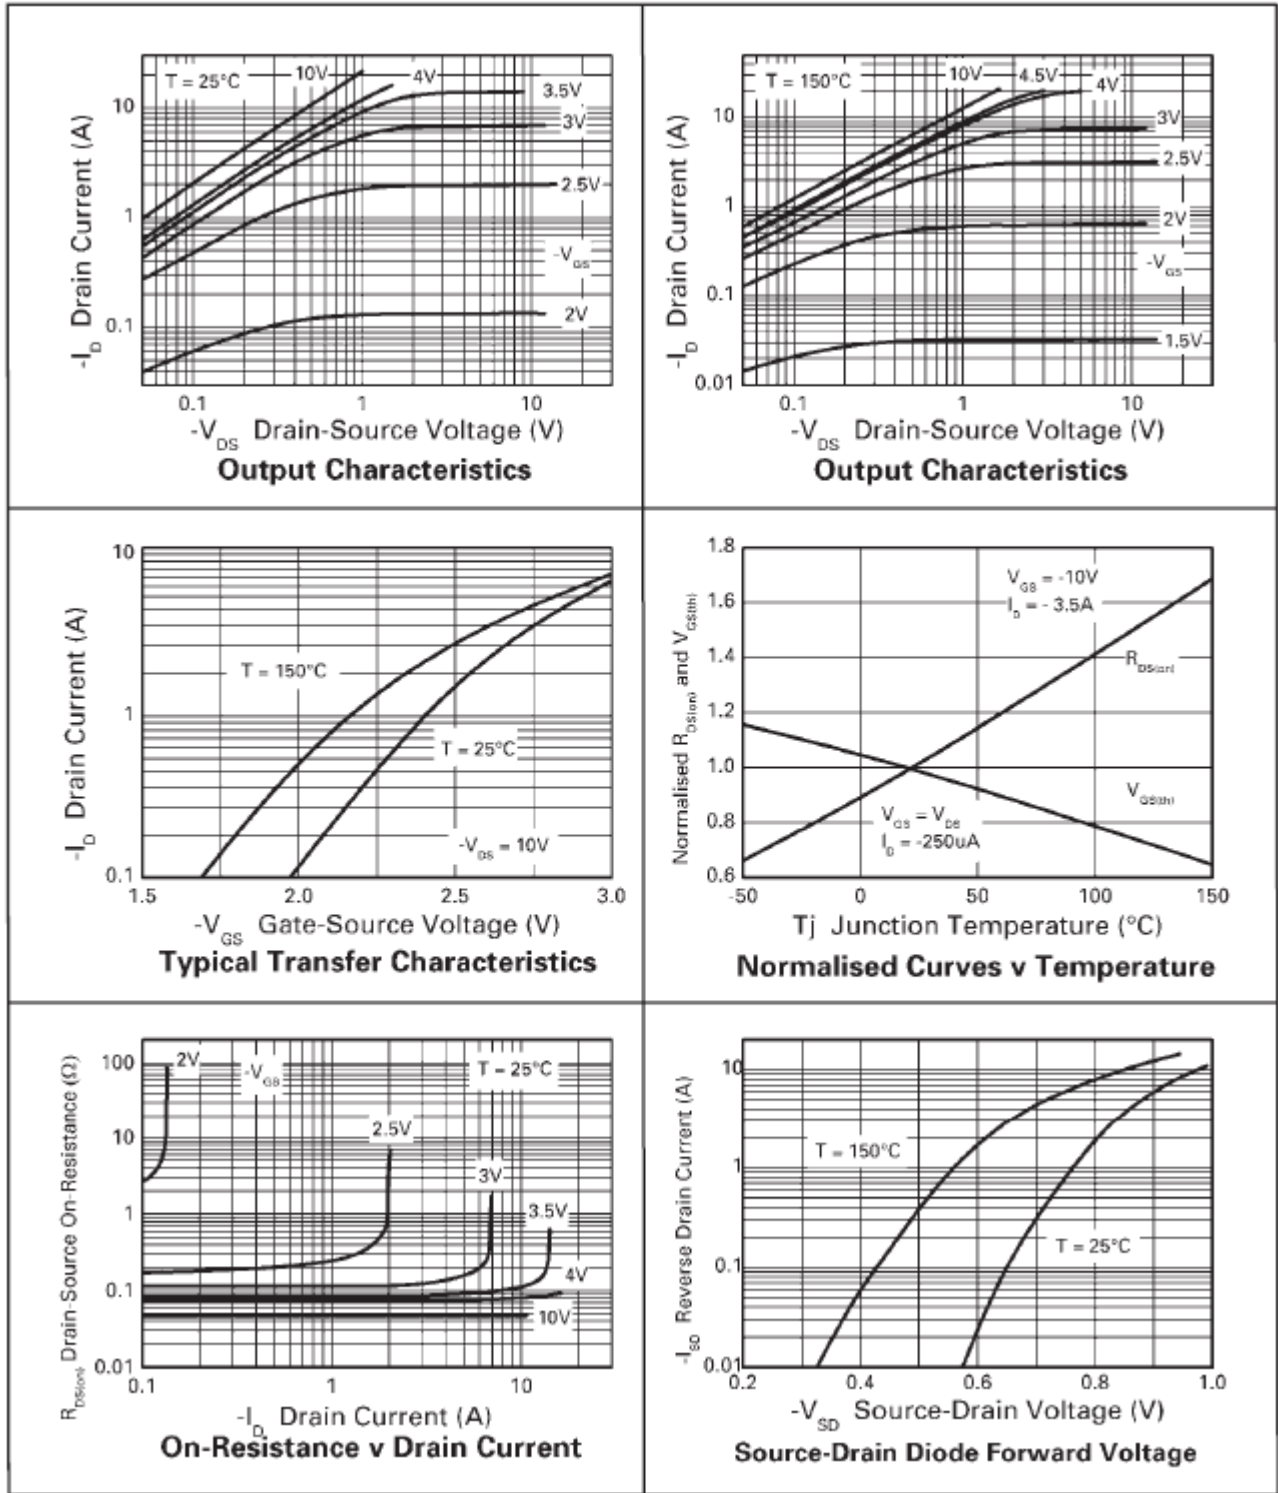 T = 25°C
10V
4V
3.5V
3V
2.5V
-VGS
2V
10
1
0.1
0.1
1
10
-ID Drain Current (A)
-VDS Drain-Source Voltage (V)
Output Characteristics
T = 150°C
10V
4.5V
4V
3V
2.5V
2V
-VGS
1.5V
10
1
0.1
0.01
0.1
1
10
-ID Drain Current (A)
-VDS Drain-Source Voltage (V)
Output Characteristics
10
1
0.1
T = 150°C
T = 25°C
-VDS = 10V
1.5
2.0
2.5
3.0
-ID Drain Current (A)
-VGS Gate-Source Voltage (V)
Typical Transfer Characteristics
1.8
1.6
1.4
1.2
1.0
0.8
0.6
VGS = -10V
ID = - 3.5A
RDS(on)
VGS(th)
VGS = VDS
ID = -250uA
-50
0
50
100
150
Normalised RDS(on) and VGS(th)
Tj Junction Temperature (°C)
Normalised Curves v Temperature
100
10
1
0.1
0.01
2V
-VGS
T = 25°C
2.5V
3V
3.5V
4V
10V
0.1
1
10
RDS(on) Drain-Source On-Resistance (Ω)
-ID Drain Current (A)
On-Resistance v Drain Current
10
1
0.1
0.01
T = 150°C
T = 25°C
0.2
0.4
0.6
0.8
1.0
-ISD Reverse Drain Current (A)
-VSD Source-Drain Voltage (V)
Source-Drain Diode Forward Voltage